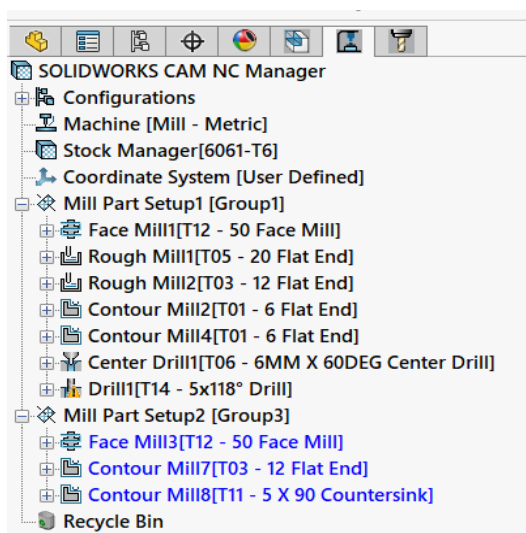 SOLIDWORKS CAM NC Manager
Configurations
Machine [Mill - Metric]
Stock Manager[6061-T6]
Coordinate System [User Defined]
Mill Part Setup1 [Group1]
Face Mill1[T12 - 50 Face Mill]
Rough Mill1[T05 - 20 Flat End]
Rough Mill2[T03 - 12 Flat End]
Contour Mill2[T01 - 6 Flat End]
Contour Mill4[T01 - 6 Flat End]
Center Drill1[T06 - 6MM X 60DEG Center Drill]
Drill1[T14 - 5x118° Drill]
Mill Part Setup2 [Group3]
Face Mill3[T12 - 50 Face Mill]
Contour Mill7[T03 - 12 Flat End]
Contour Mill8[T11 - 5 X 90 Countersink]
Recycle Bin